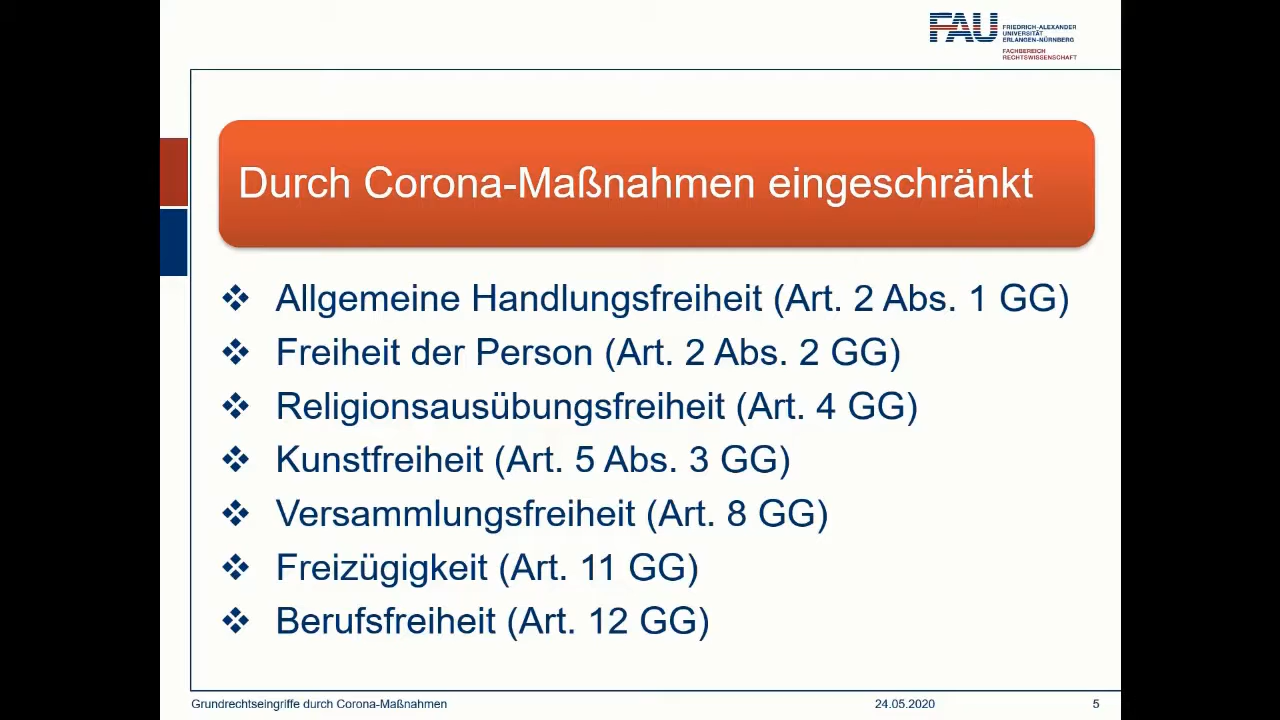 FAU
FRIEDRICH-ALEXANDER
UNIVERSITÄT
ERLANGEN-NÜRNBERG
FACHBEREICH
RECHTSWISSENSCHAFT
Durch Corona-Maßnahmen eingeschränkt
❖ Allgemeine Handlungsfreiheit (Art. 2 Abs. 1 GG)
❖ Freiheit der Person (Art. 2 Abs. 2 GG)
❖ Religionsausübungsfreiheit (Art. 4 GG)
❖ Kunstfreiheit (Art. 5 Abs. 3 GG)
❖ Versammlungsfreiheit (Art. 8 GG)
❖ Freizügigkeit (Art. 11 GG)
❖ Berufsfreiheit (Art. 12 GG)
Grundrechtseingriffe durch Corona-Maßnahmen 24.05.2020 5